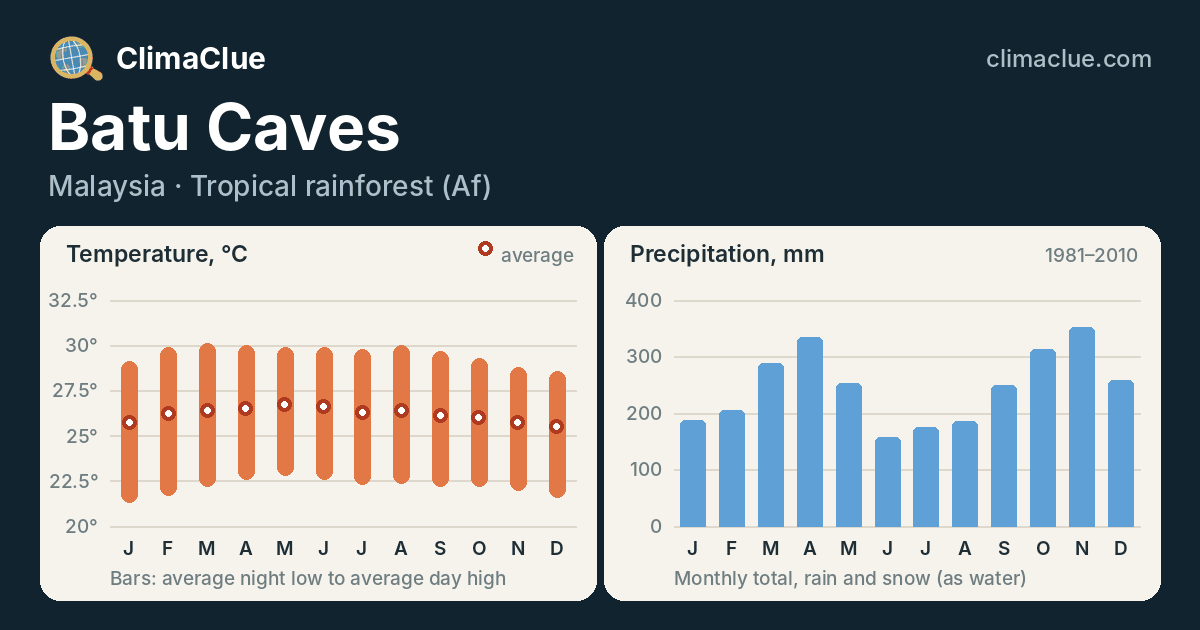 ClimaClue
climaclue.com
Batu Caves
Malaysia · Tropical rainforest (Af)
Temperature, °C
average
32.5°
30°
27.5°
25°
22.5°
20°
J F M A M J J A S O N D
Bars: average night low to average day high
Precipitation, mm
1981–2010
400
300
200
100
0
J F M A M J J A S O N D
Monthly total, rain and snow (as water)